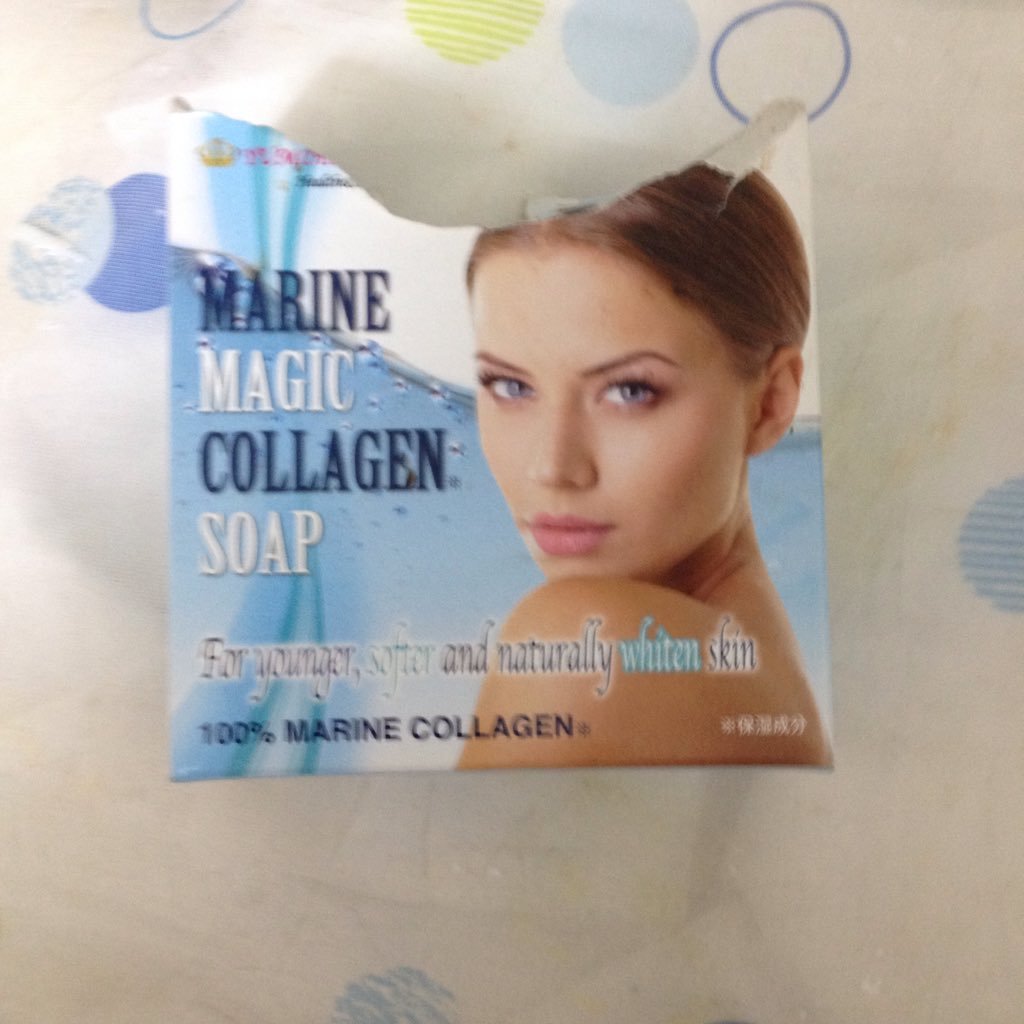 MARINE
MAGIC
COLLAGEN※
SOAP
For younger, softer and naturally whiten skin
100% MARINE COLLAGEN※
※保湿成分